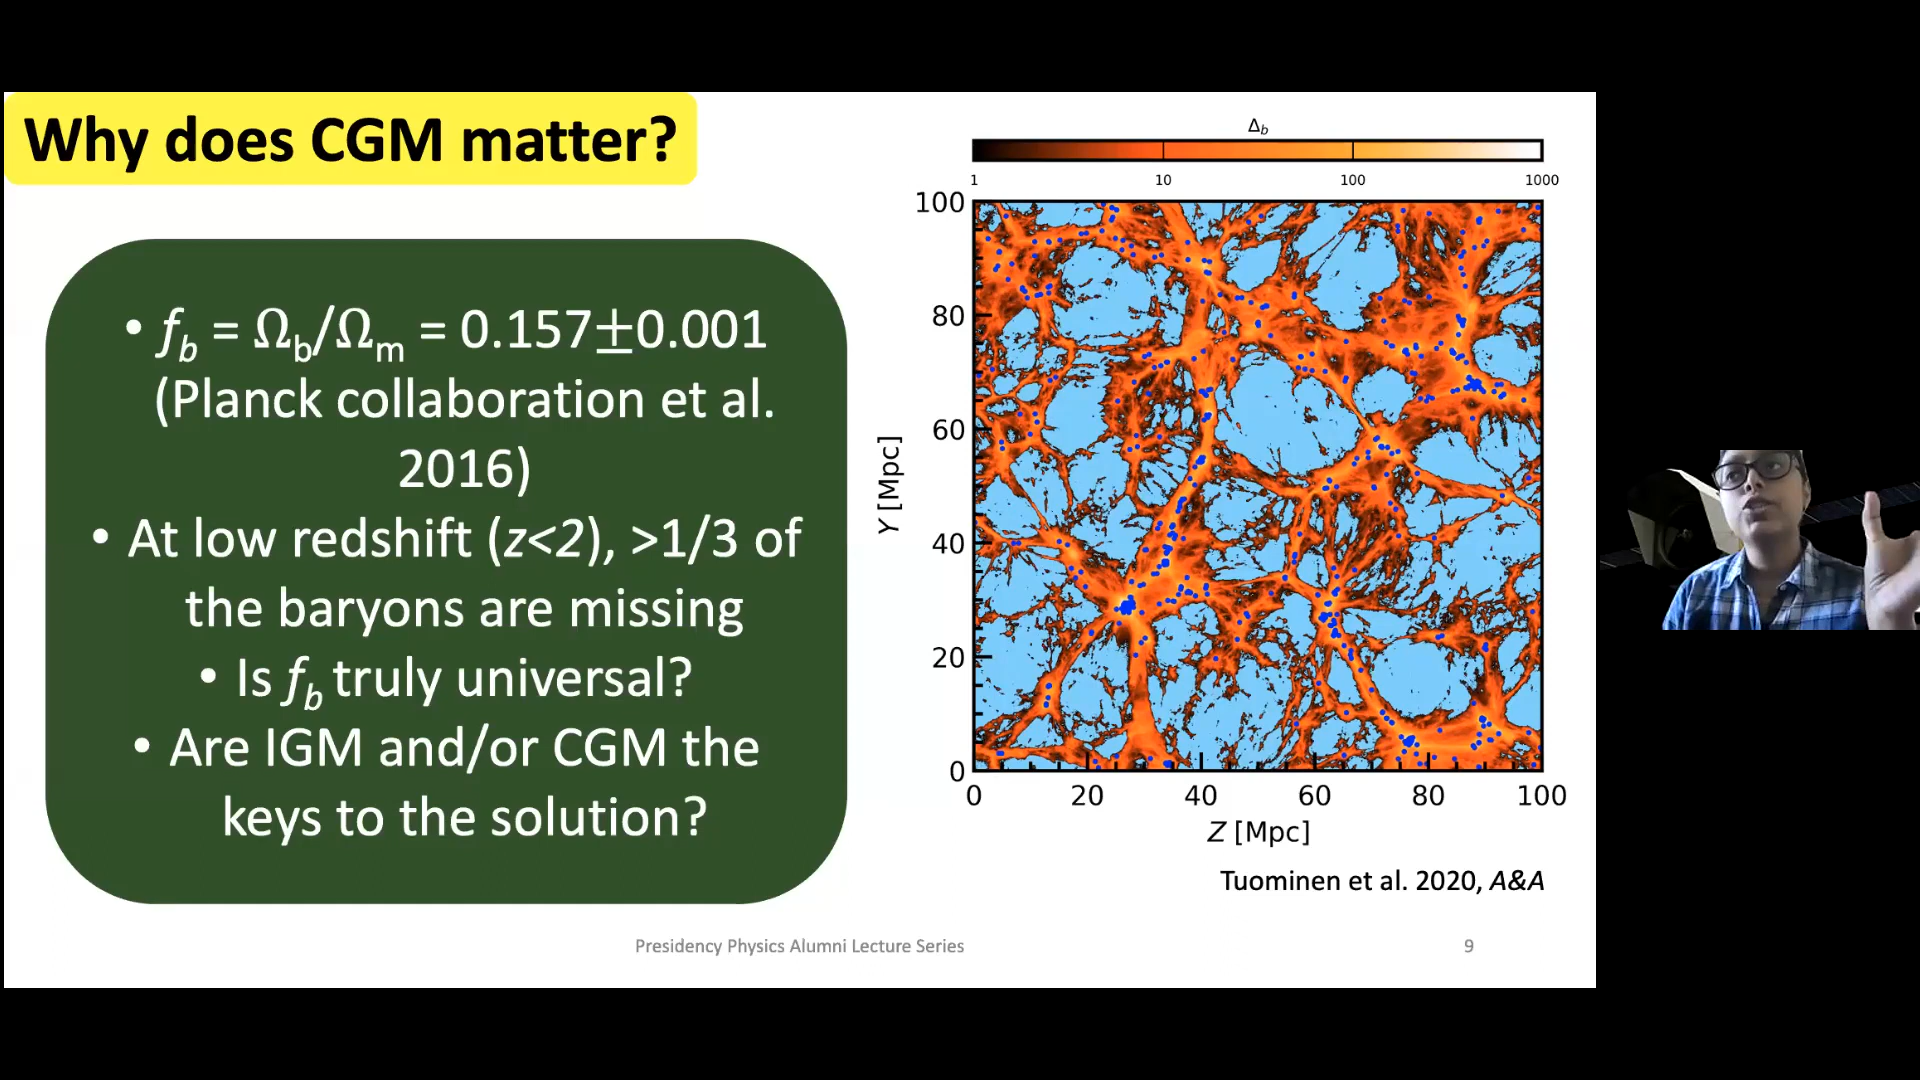 Why does CGM matter?
• f_b = Ω_b/Ω_m = 0.157±0.001
(Planck collaboration et al.
2016)
• At low redshift (z<2), >1/3 of
the baryons are missing
• Is f_b truly universal?
• Are IGM and/or CGM the
keys to the solution?
Δ_b
1 10 100 1000
100
80
60
40
20
0
Y [Mpc]
0 20 40 60 80 100
Z [Mpc]
Tuominen et al. 2020, A&A
Presidency Physics Alumni Lecture Series
9